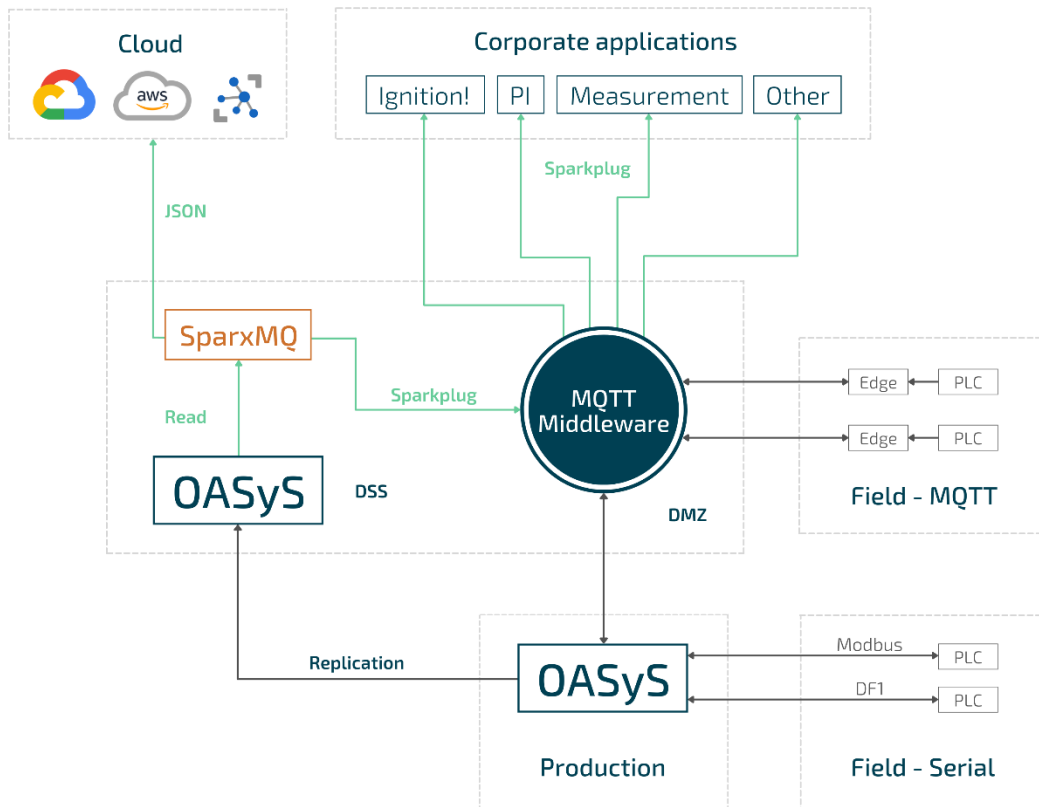 Cloud
aws
Corporate applications
Ignition!
PI
Measurement
Other
Sparkplug
JSON
SparxMQ
Sparkplug
MQTT
Middleware
Read
OASyS
DSS
DMZ
Edge
PLC
Edge
PLC
Field - MQTT
Replication
OASyS
Production
Modbus
PLC
DF1
PLC
Field - Serial